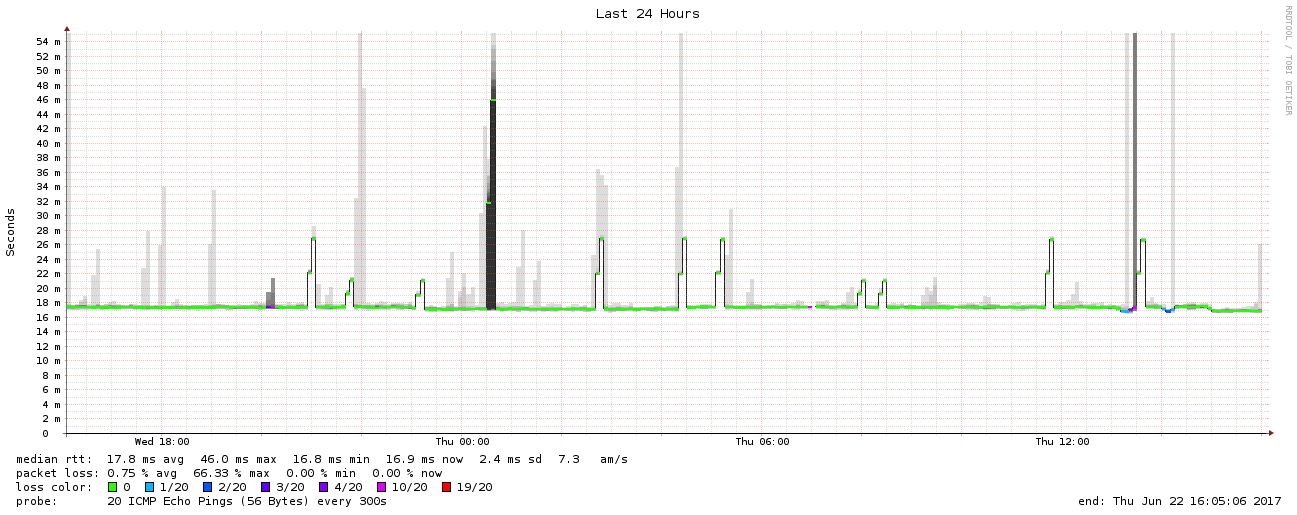 Last 24 Hours
RRDTOOL / TOBI OETIKER
Seconds
54 m
52 m
50 m
48 m
46 m
44 m
42 m
40 m
38 m
36 m
34 m
32 m
30 m
28 m
26 m
24 m
22 m
20 m
18 m
16 m
14 m
12 m
10 m
8 m
6 m
4 m
2 m
0
Wed 18:00 Thu 00:00 Thu 06:00 Thu 12:00
median rtt: 17.8 ms avg 46.0 ms max 16.8 ms min 16.9 ms now 2.4 ms sd 7.3 am/s
packet loss: 0.75 % avg 66.33 % max 0.00 % min 0.00 % now
loss color: 0 1/20 2/20 3/20 4/20 10/20 19/20
probe: 20 ICMP Echo Pings (56 Bytes) every 300s end: Thu Jun 22 16:05:06 2017